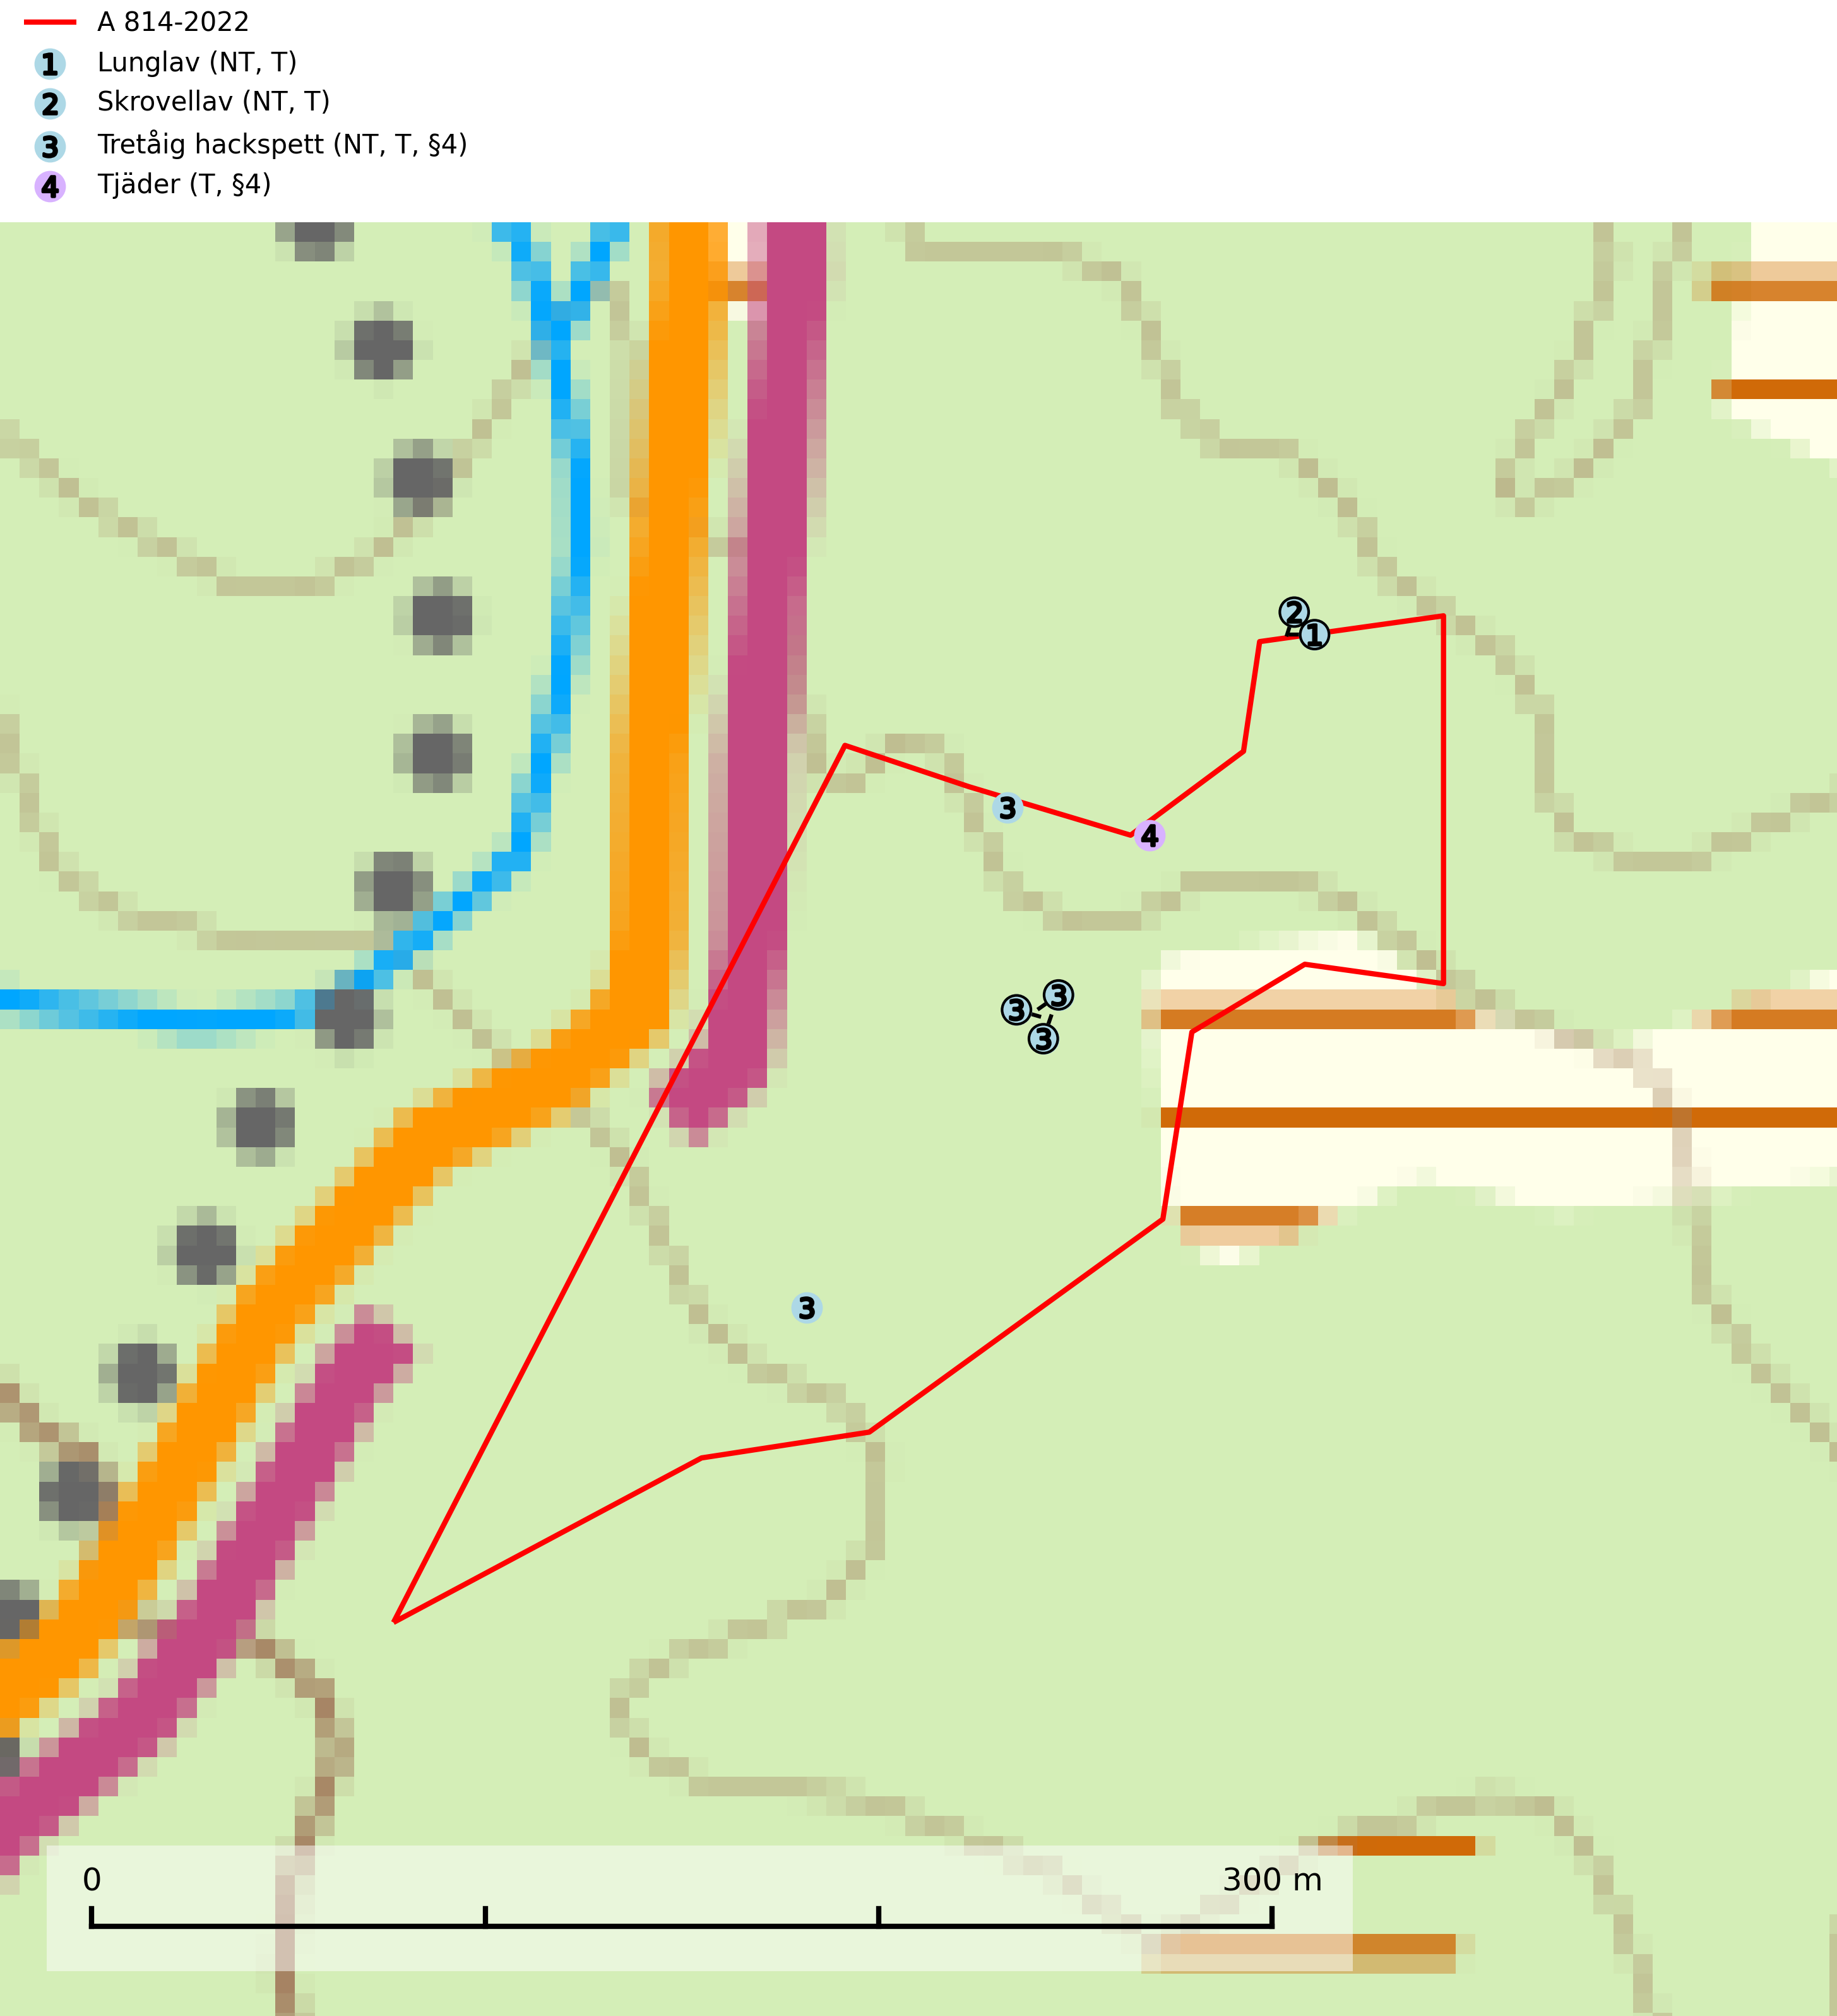 A 814-2022
1 Lunglav (NT, T)
2 Skrovellav (NT, T)
3 Tretåig hackspett (NT, T, §4)
4 Tjäder (T, §4)
2
1
3
4
3
3
3
3
0 300 m